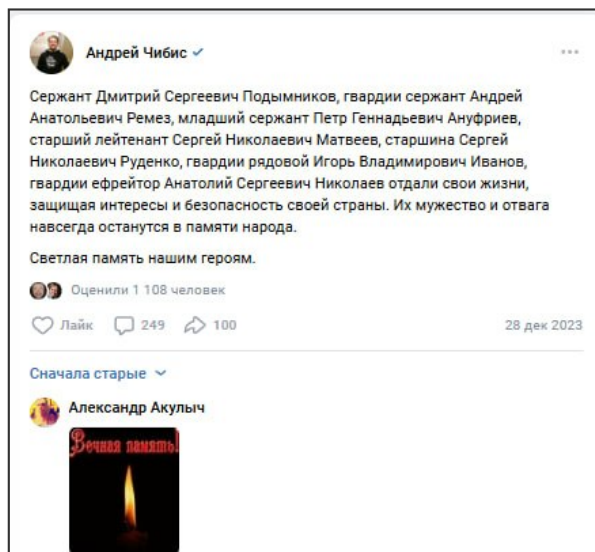 Андрей Чибис
Сержант Дмитрий Сергеевич Подымников, гвардии сержант Андрей
Анатольевич Ремез, младший сержант Петр Геннадьевич Ануфриев,
старший лейтенант Сергей Николаевич Матвеев, старшина Сергей
Николаевич Руденко, гвардии рядовой Игорь Владимирович Иванов,
гвардии ефрейтор Анатолий Сергеевич Николаев отдали свои жизни,
защищая интересы и безопасность своей страны. Их мужество и отвага
навсегда останутся в памяти народа.
Светлая память нашим героям.
Оценили 1 108 человек
Лайк 249 100 28 дек 2023
Сначала старые
Александр Акулыч
Вечная память!